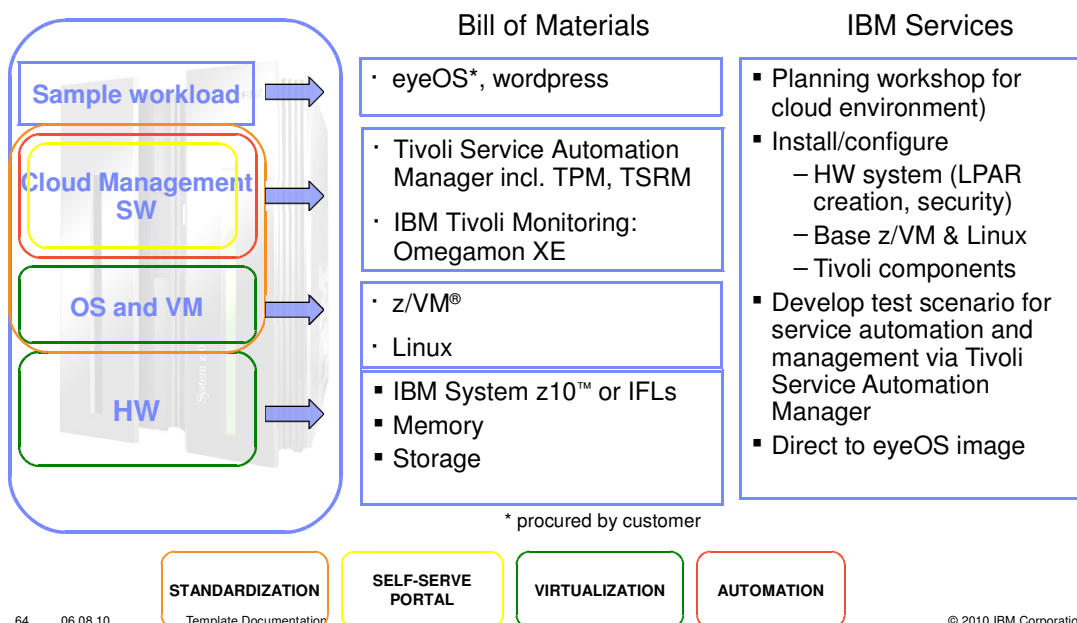 Bill of Materials
IBM Services
Sample workload
Cloud Management
SW
OS and VM
HW
· eyeOS*, wordpress
· Tivoli Service Automation
Manager incl. TPM, TSRM
· IBM Tivoli Monitoring:
Omegamon XE
· z/VM®
· Linux
▪ IBM System z10™ or IFLs
▪ Memory
▪ Storage
* procured by customer
▪ Planning workshop for
cloud environment)
▪ Install/configure
– HW system (LPAR
creation, security)
– Base z/VM & Linux
– Tivoli components
▪ Develop test scenario for
service automation and
management via Tivoli
Service Automation
Manager
▪ Direct to eyeOS image
STANDARDIZATION
SELF-SERVE
PORTAL
VIRTUALIZATION
AUTOMATION
64 06.08.10 Template Documentation
© 2010 IBM Corporatio